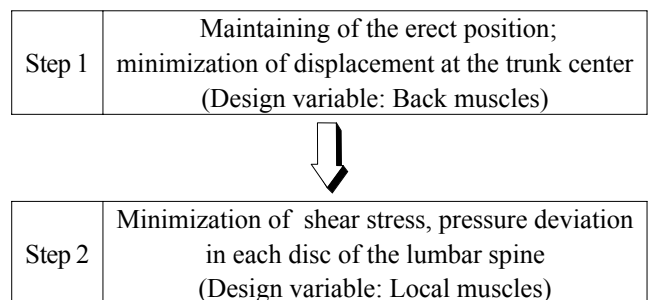 Step 1
Maintaining of the erect position;
minimization of displacement at the trunk center
(Design variable: Back muscles)
Step 2
Minimization of shear stress, pressure deviation
in each disc of the lumbar spine
(Design variable: Local muscles)